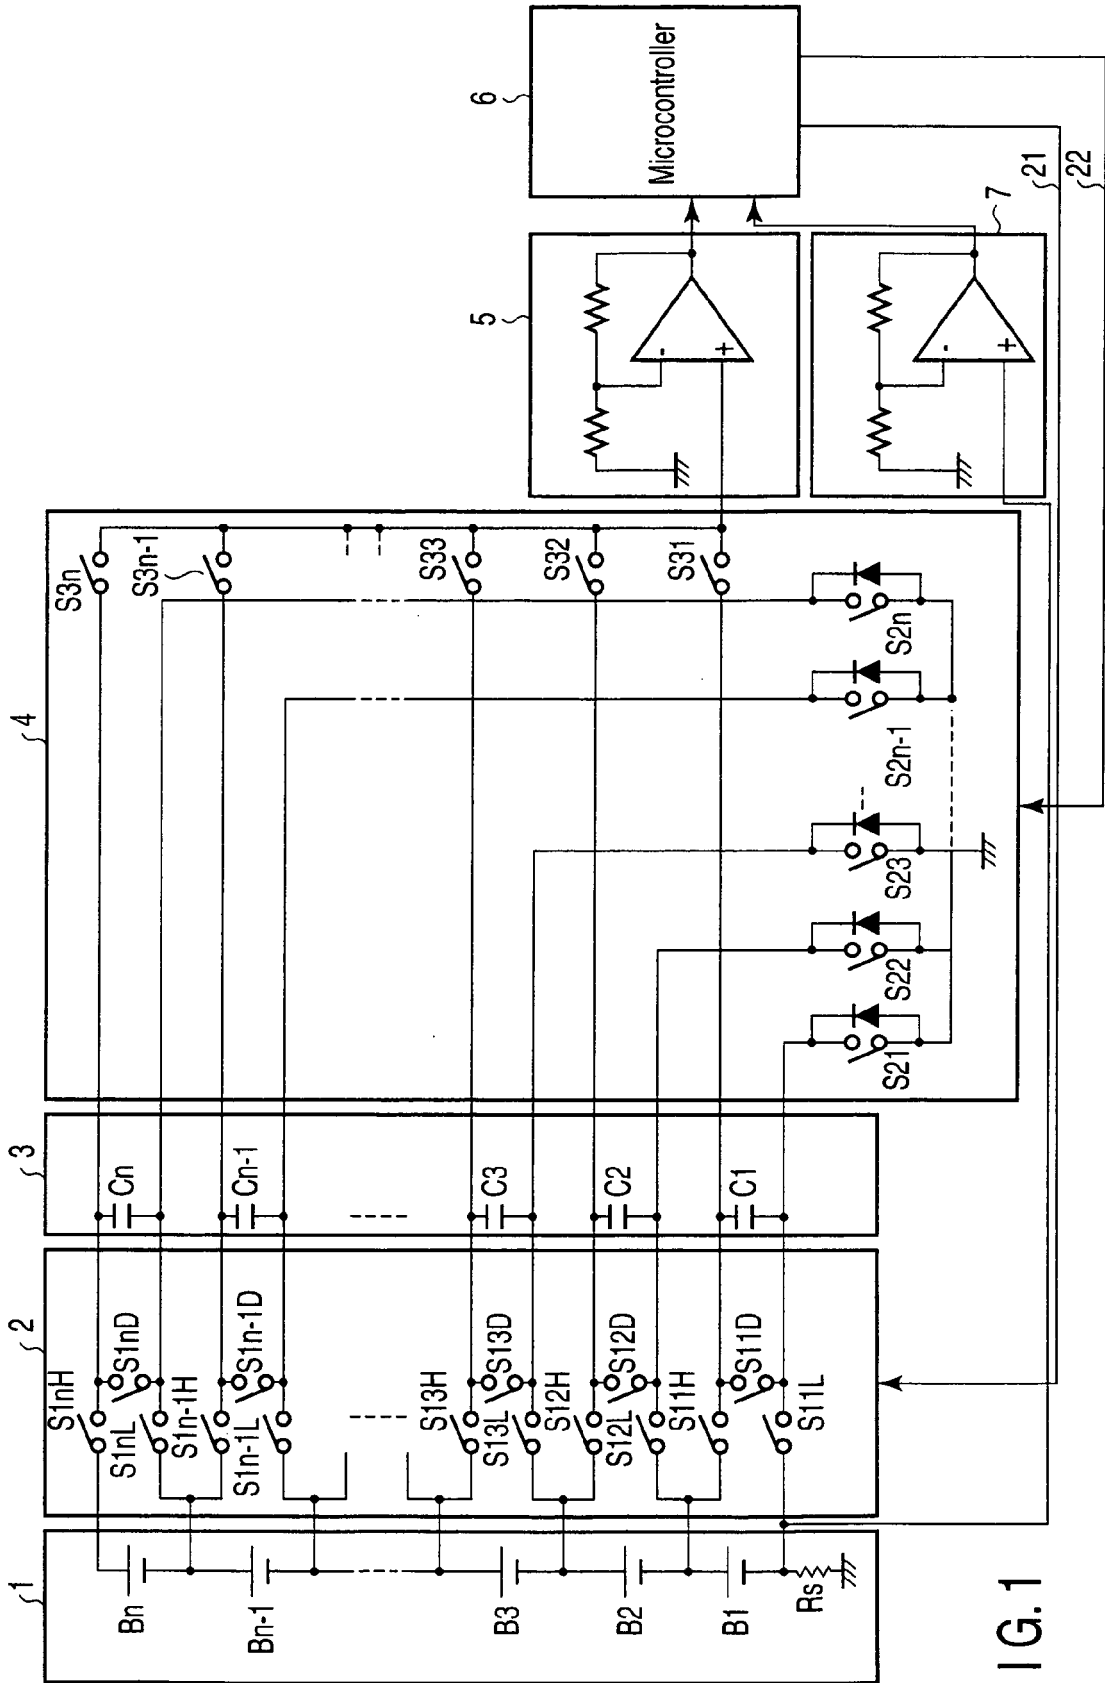 1
Bn
Bn-1
B3
B2
B1
Rs
2
S1nH
S1nD
S1nL
S1n-1H
S1n-1D
S1n-1L
S13H
S13D
S13L
S12H
S12D
S12L
S11H
S11D
S11L
3
Cn
Cn-1
C3
C2
C1
4
S3n
S3n-1
S33
S32
S31
S21
S22
S23
S2n-1
S2n
5
-
+
6
Microcontroller
7
-
+
21
22
IG. 1